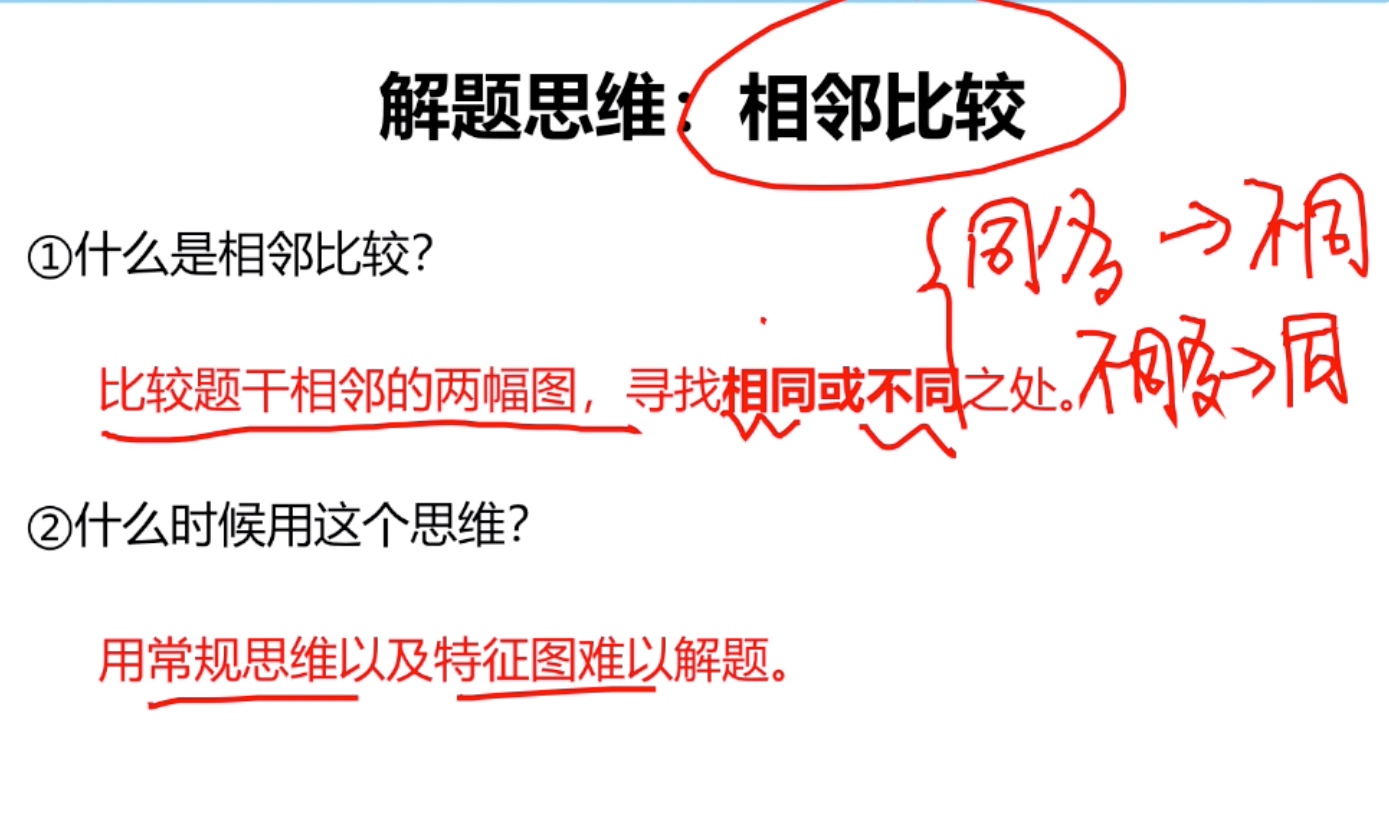 解题思维：相邻比较
①什么是相邻比较？
同多→不同
比较题干相邻的两幅图，寻找相同或不同之处。
不同多→同
②什么时候用这个思维？
用常规思维以及特征图难以解题。